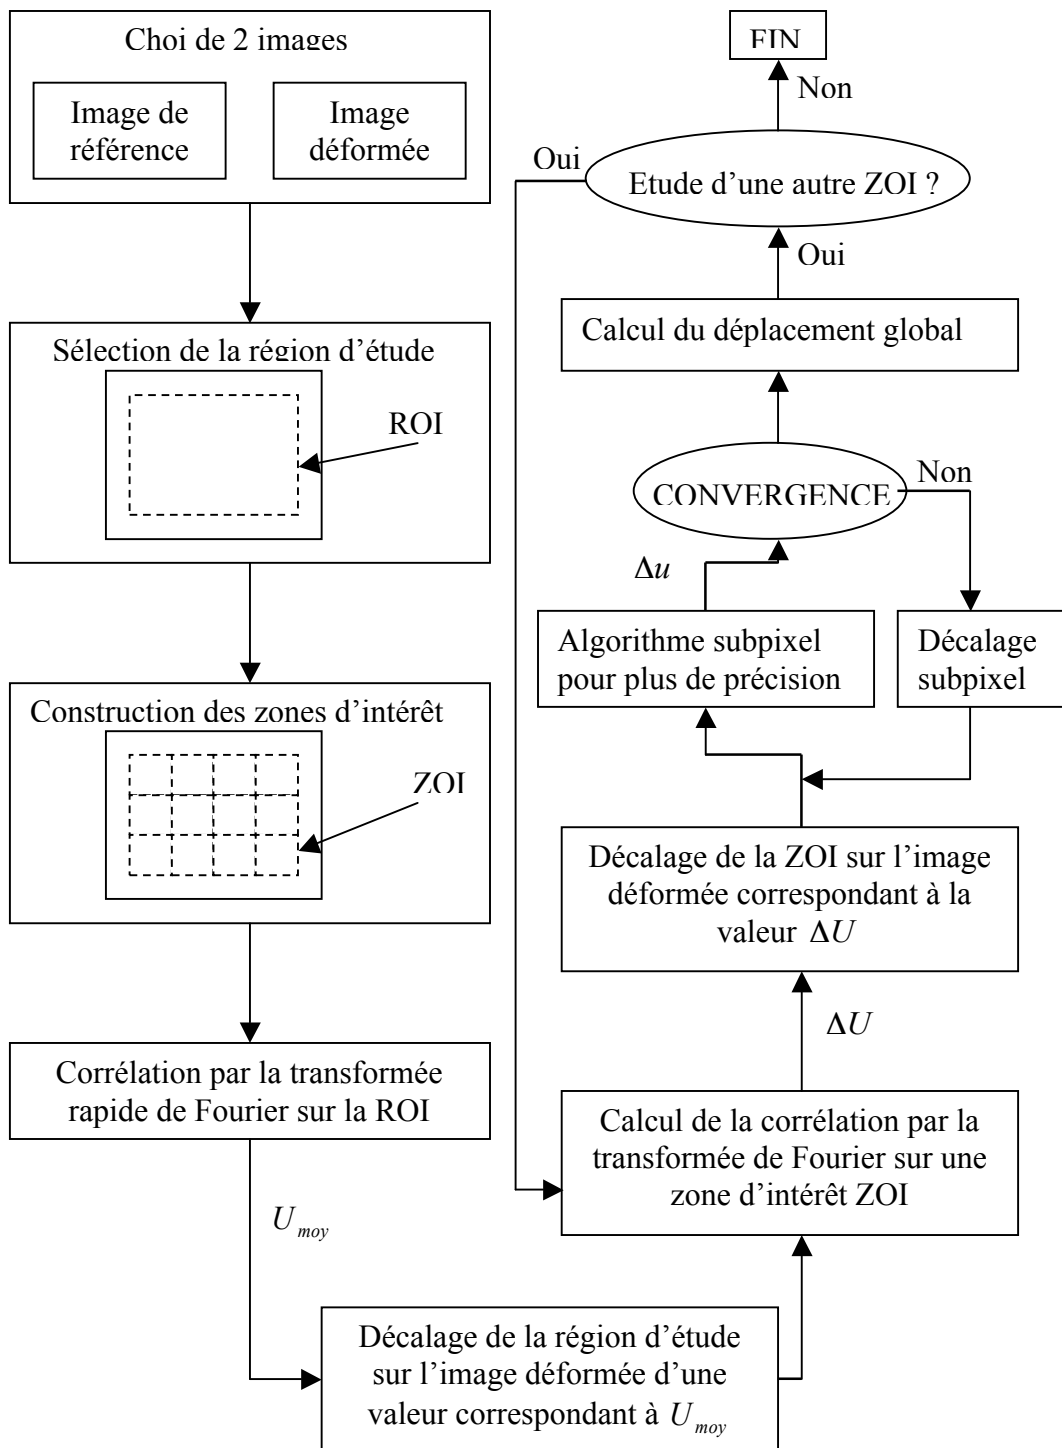 Choi de 2 images
Image de
référence
Image
déformée
Sélection de la région d’étude
ROI
Construction des zones d’intérêt
ZOI
Corrélation par la transformée
rapide de Fourier sur la ROI
U_moy
Décalage de la région d’étude
sur l’image déformée d’une
valeur correspondant à U_moy
Calcul de la corrélation par la
transformée de Fourier sur une
zone d’intérêt ZOI
ΔU
Décalage de la ZOI sur l’image
déformée correspondant à la
valeur ΔU
Algorithme subpixel
pour plus de précision
Décalage
subpixel
Δu
CONVERGENCE
Non
Calcul du déplacement global
Oui
Etude d’une autre ZOI ?
Oui
Non
FIN